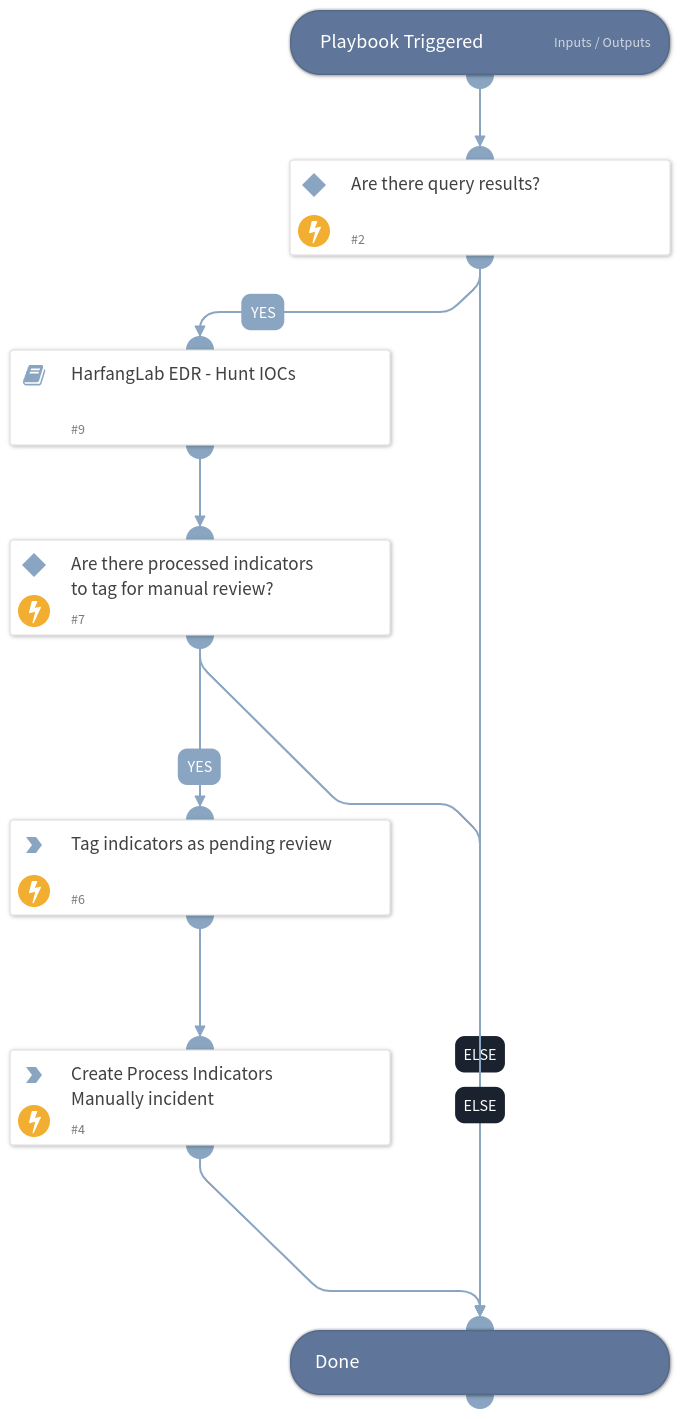 Playbook Triggered
Inputs / Outputs
Are there query results?
#2
YES
HarfangLab EDR - Hunt IOCs
#9
Are there processed indicators
to tag for manual review?
#7
YES
Tag indicators as pending review
#6
ELSE
Create Process Indicators
Manually incident
#4
ELSE
Done